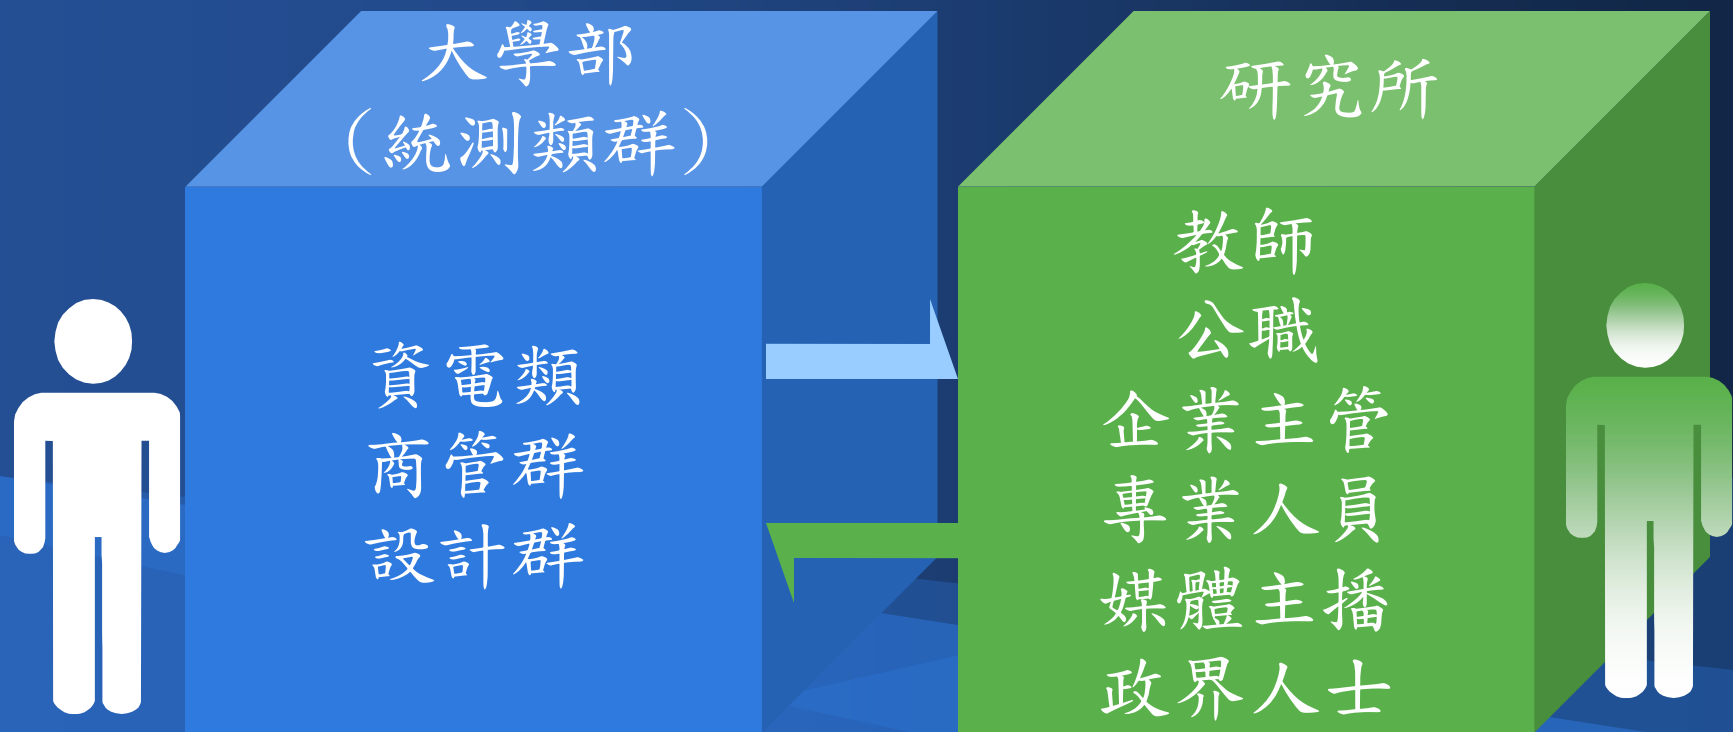 大學部
（統測類群）
資電類
商管群
設計群
研究所
教師
公職
企業主管
專業人員
媒體主播
政界人士